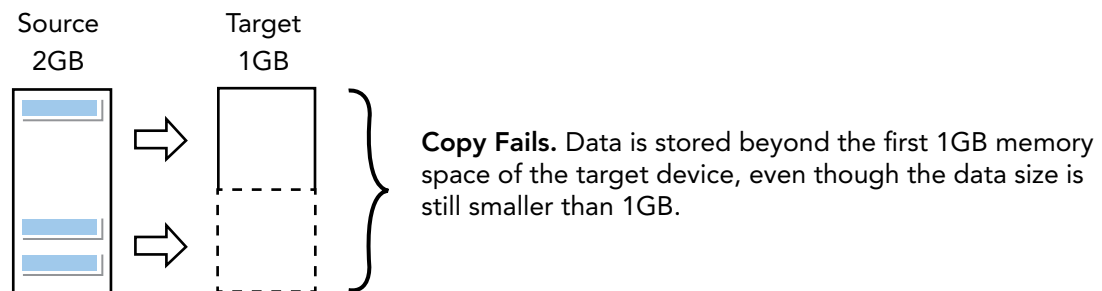 Source
2GB
Target
1GB
Copy Fails. Data is stored beyond the first 1GB memory
space of the target device, even though the data size is
still smaller than 1GB.